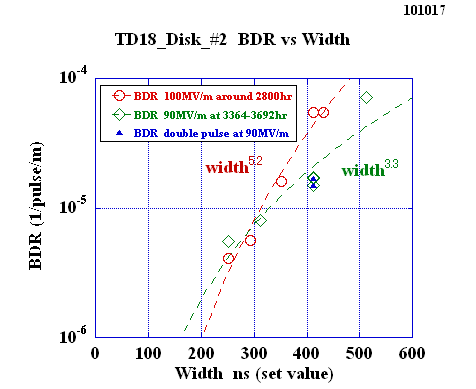 101017
TD18_Disk_#2 BDR vs Width
10-4
BDR 100MV/m around 2800hr
BDR 90MV/m at 3364-3692hr
BDR double pulse at 90MV/m
width5.2
width3.3
10-5
BDR (1/pulse/m)
10-6
0 100 200 300 400 500 600
Width ns (set value)